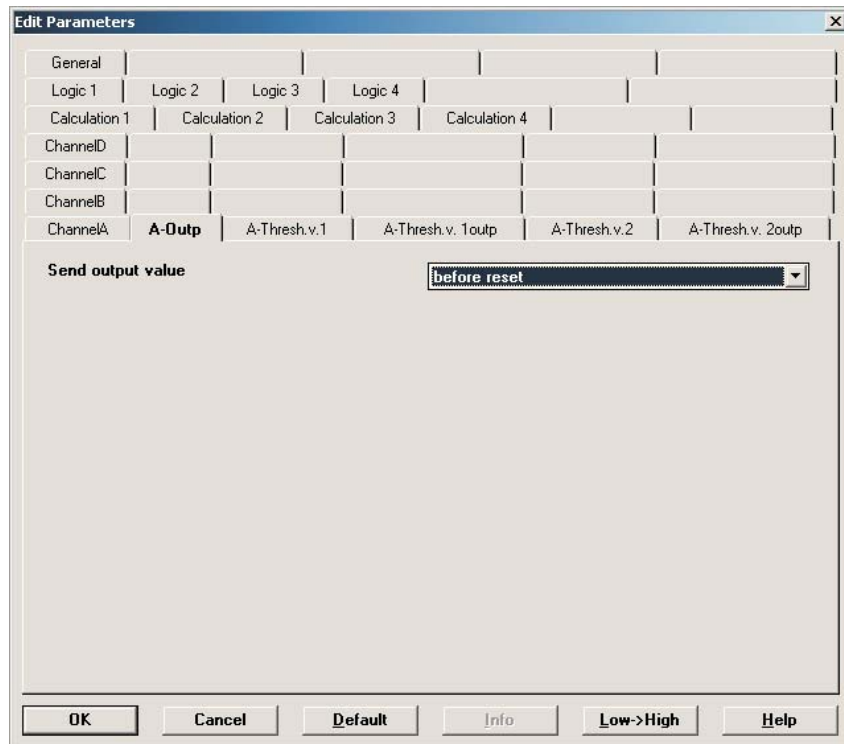 Edit Parameters
General
Logic 1 Logic 2 Logic 3 Logic 4
Calculation 1 Calculation 2 Calculation 3 Calculation 4
ChannelD
ChannelC
ChannelB
ChannelA A-Outp A-Thresh.v.1 A-Thresh.v. 1outp A-Thresh.v.2 A-Thresh.v. 2outp
Send output value before reset
OK Cancel Default Info Low->High Help